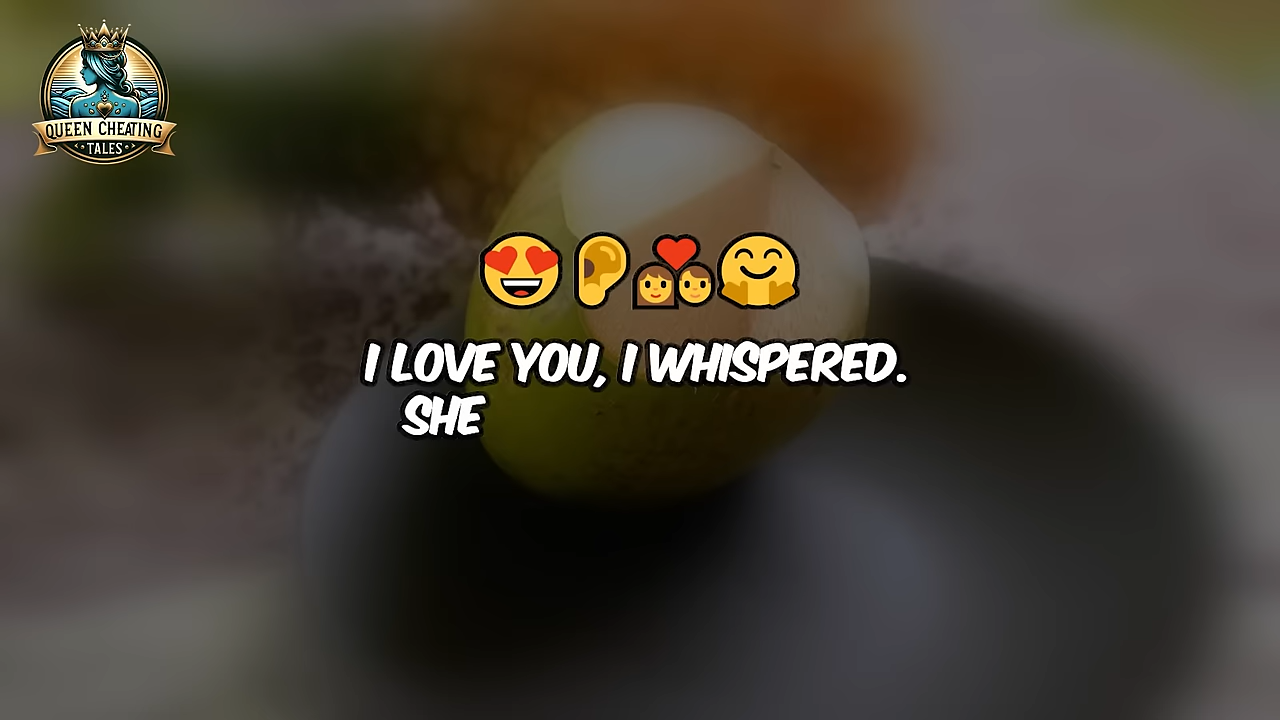 QUEEN CHEATING
TALES
😍👂💑🤗
I LOVE YOU, I WHISPERED.
SHE